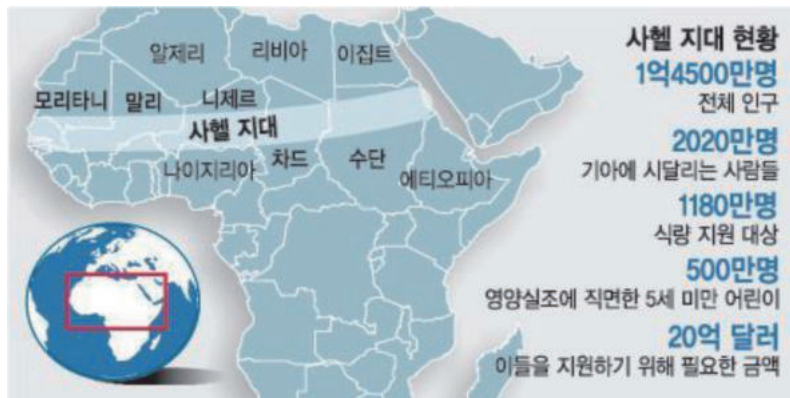 알제리
리비아
이집트
모리타니
말리
니제르
사헬 지대
나이지리아
차드
수단
에티오피아
사헬 지대 현황
1억4500만명
전체 인구
2020만명
기아에 시달리는 사람들
1180만명
식량 지원 대상
500만명
영양실조에 직면한 5세 미만 어린이
20억 달러
이들을 지원하기 위해 필요한 금액